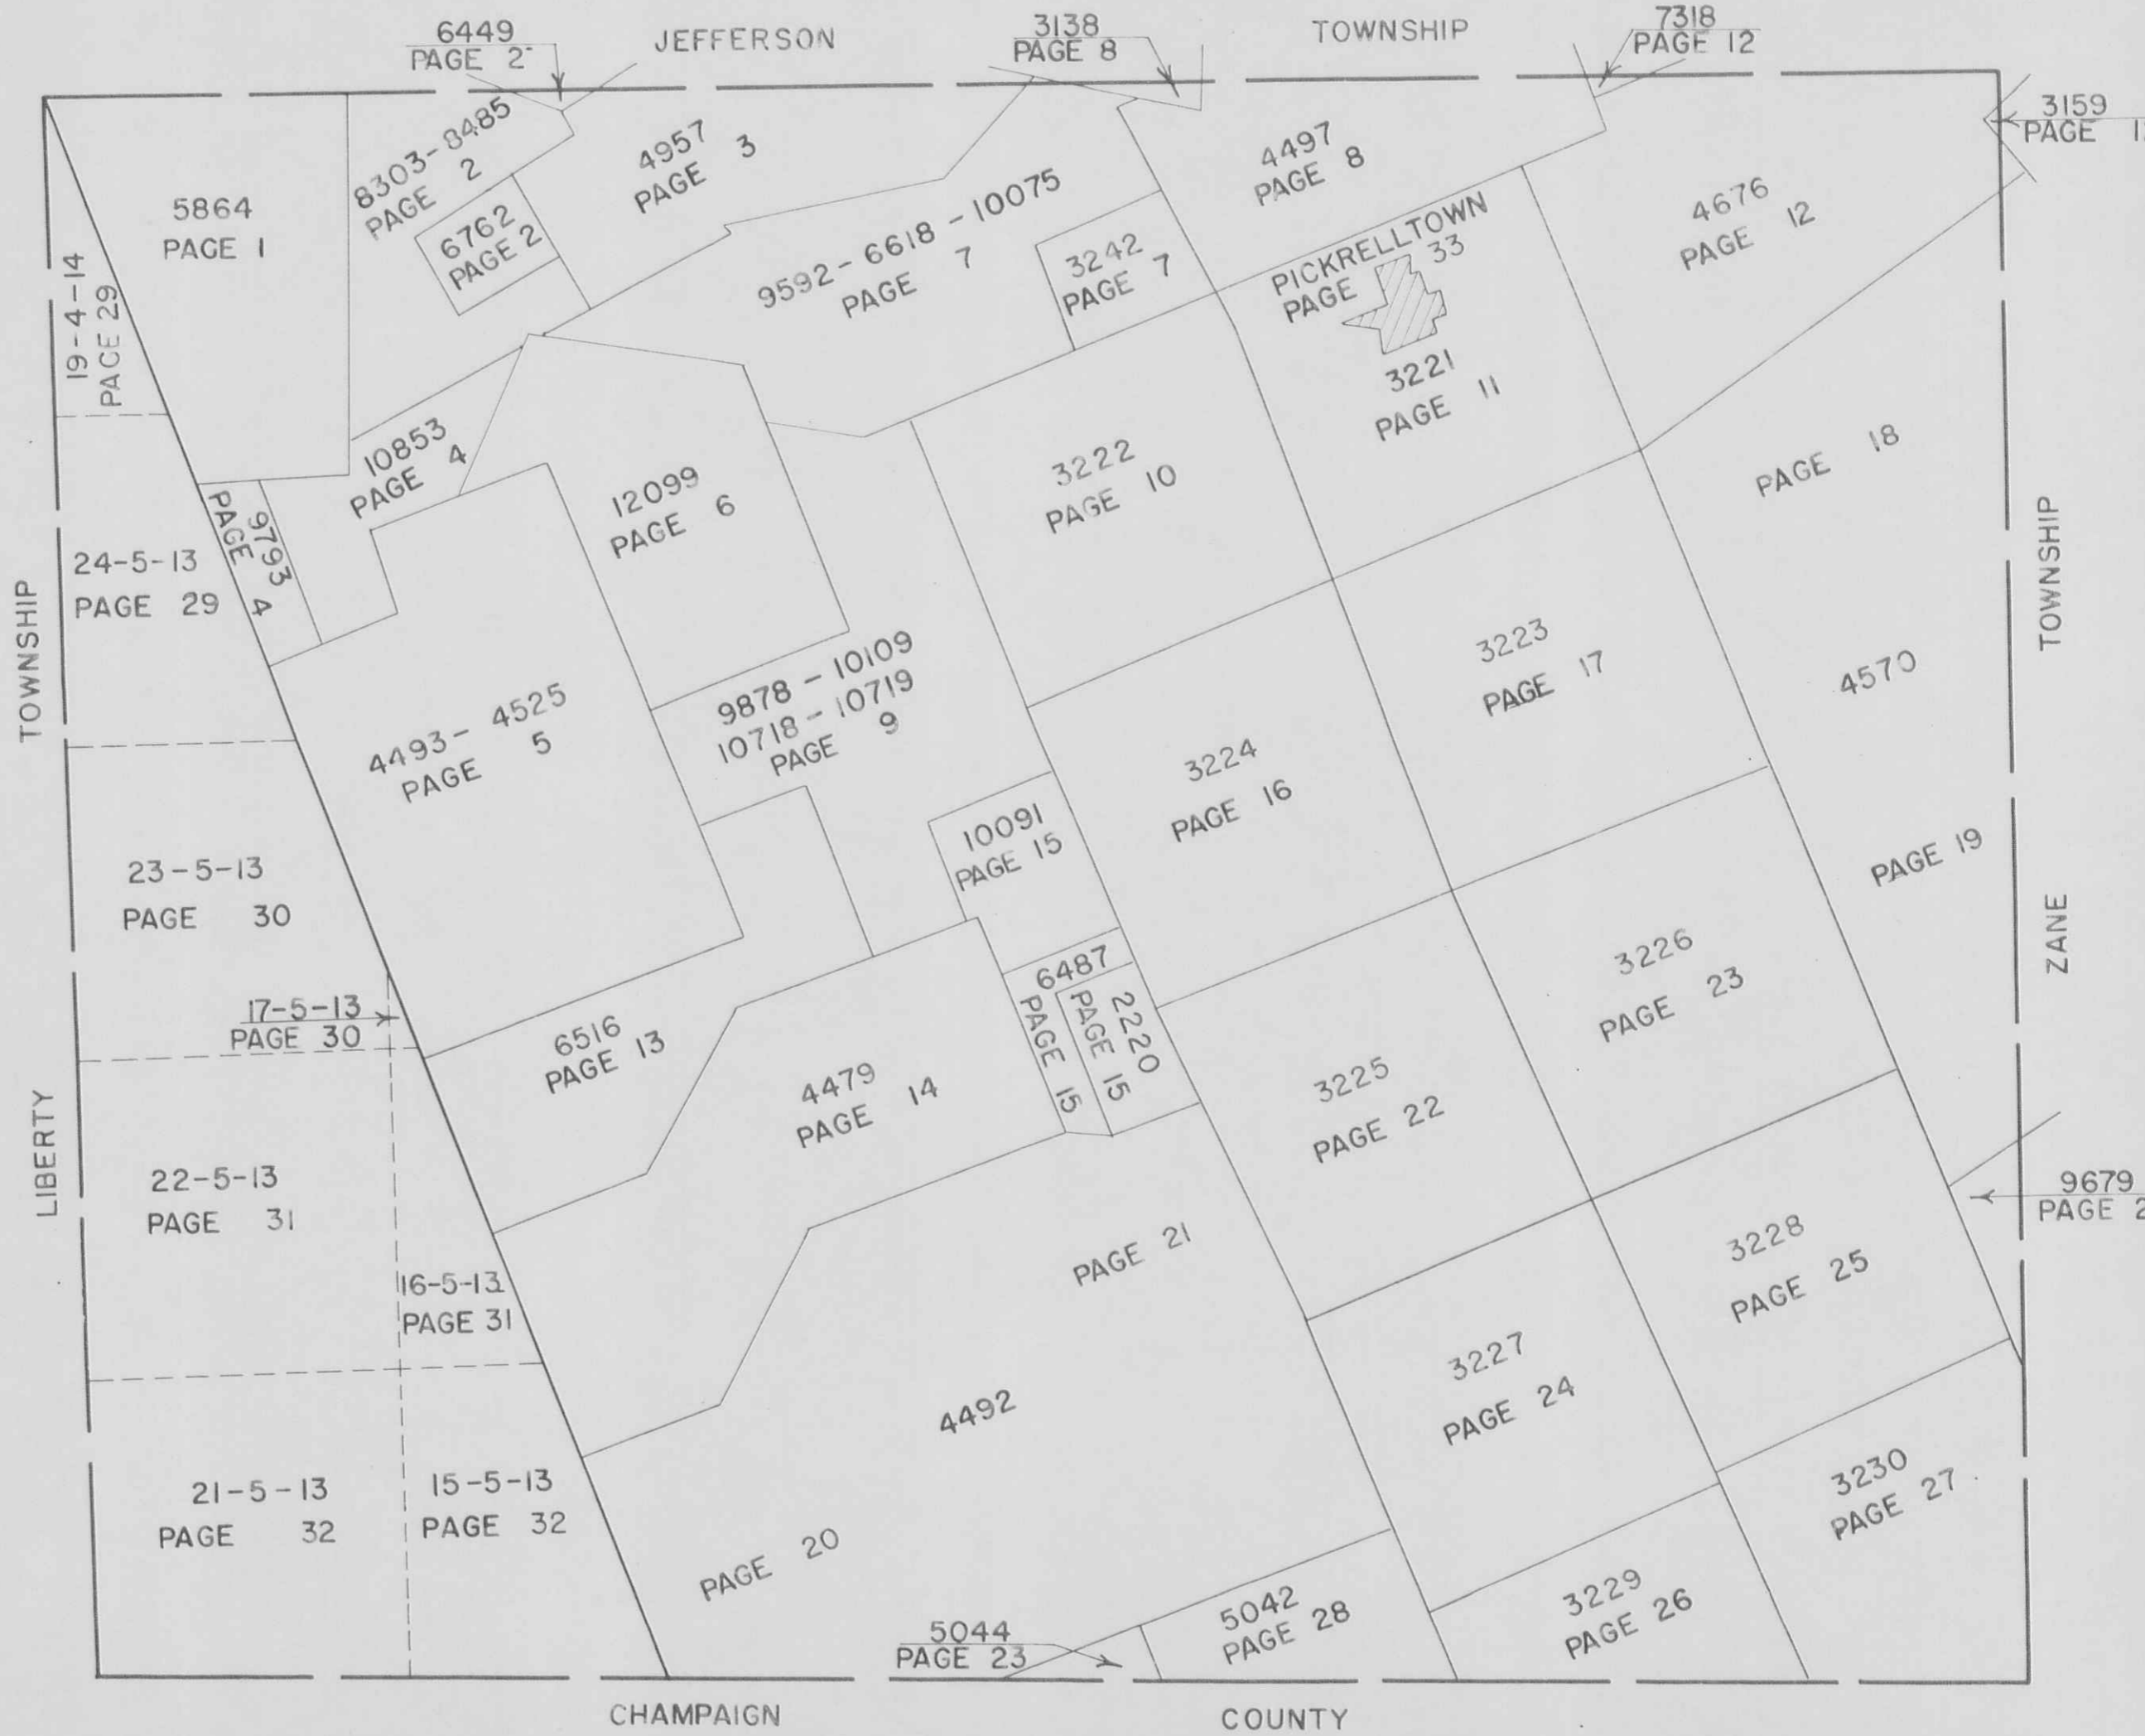 6449
PAGE 2
JEFFERSON
3138
PAGE 8
TOWNSHIP
7318
PAGE 12
3159
PAGE
5864
PAGE 1
8303-8485
PAGE 2
6762
PAGE 2
4957
PAGE 3
9592-6618-10075
PAGE 7
3242
PAGE 7
4497
PAGE 8
PICKRELLTOWN
PAGE 33
4676
PAGE 12
19-4-14
PAGE 29
3221
PAGE 11
10853
PAGE 4
12099
PAGE 6
3222
PAGE 10
PAGE 18
9793
PAGE 4
24-5-13
PAGE 29
TOWNSHIP
TOWNSHIP
4493-4525
PAGE 5
9878-10109
10718-10719
PAGE 9
3223
PAGE 17
4570
3224
PAGE 16
10091
PAGE 15
PAGE 19
23-5-13
PAGE 30
ZANE
17-5-13
PAGE 30
6516
PAGE 13
4479
PAGE 14
6487
PAGE 15
2220
PAGE 15
3226
PAGE 23
3225
PAGE 22
LIBERTY
22-5-13
PAGE 31
16-5-13
PAGE 31
PAGE 21
9679
PAGE 2
3228
PAGE 25
4492
3227
PAGE 24
21-5-13
PAGE 32
15-5-13
PAGE 32
PAGE 20
3230
PAGE 27
5044
PAGE 23
5042
PAGE 28
3229
PAGE 26
CHAMPAIGN
COUNTY